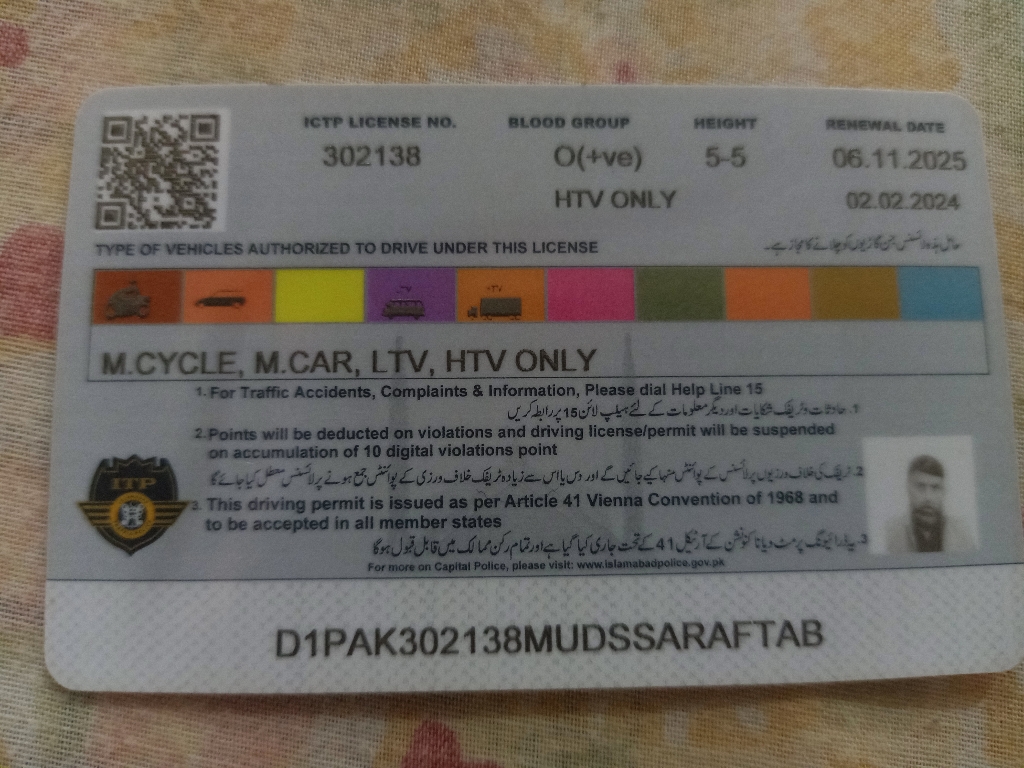 ICTP LICENSE NO. BLOOD GROUP HEIGHT RENEWAL DATE
302138 O(+ve) 5-5 06.11.2025
HTV ONLY 02.02.2024
TYPE OF VEHICLES AUTHORIZED TO DRIVE UNDER THIS LICENSE
حامل ہذہ لائسنس جن گاڑیوں کو چلانے کا مجاز ہے۔
M.CYCLE, M.CAR, LTV, HTV ONLY
1. For Traffic Accidents, Complaints & Information, Please dial Help Line 15
1. حادثات و ٹریفک شکایات اور دیگر معلومات کے لئے ہیلپ لائن 15 پر رابطہ کریں
2. Points will be deducted on violations and driving license/permit will be suspended
on accumulation of 10 digital violations point
2. ٹریفک کی خلاف ورزیوں پر لائسنس کے پوائنٹس منہا کیے جائیں گے اور دس یا اس سے زیادہ ٹریفک خلاف ورزی کے پوائنٹس جمع ہونے پر لائسنس معطل کیا جائے گا
3. This driving permit is issued as per Article 41 Vienna Convention of 1968 and
to be accepted in all member states
3. یہ ڈرائیونگ پرمٹ ویانا کنونشن کے آرٹیکل 41 کے تحت جاری کیا گیا ہے اور تمام رکن ممالک میں قابل قبول ہوگا
For more on Capital Police, please visit: www.islamabadpolice.gov.pk
ITP
D1PAK302138MUDSSARAFTAB